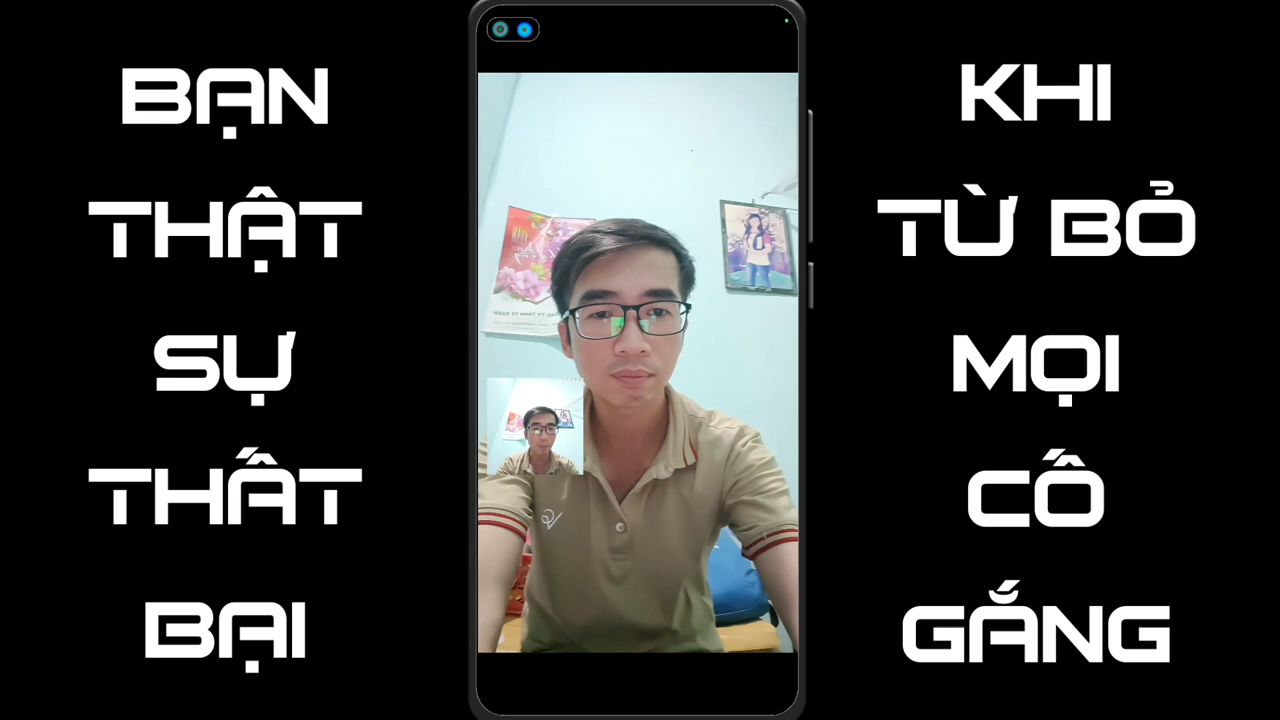 BẠN
THẬT
SỰ
THẤT
BẠI
KHI
TỪ BỎ
MỌI
CỐ
GẮNG